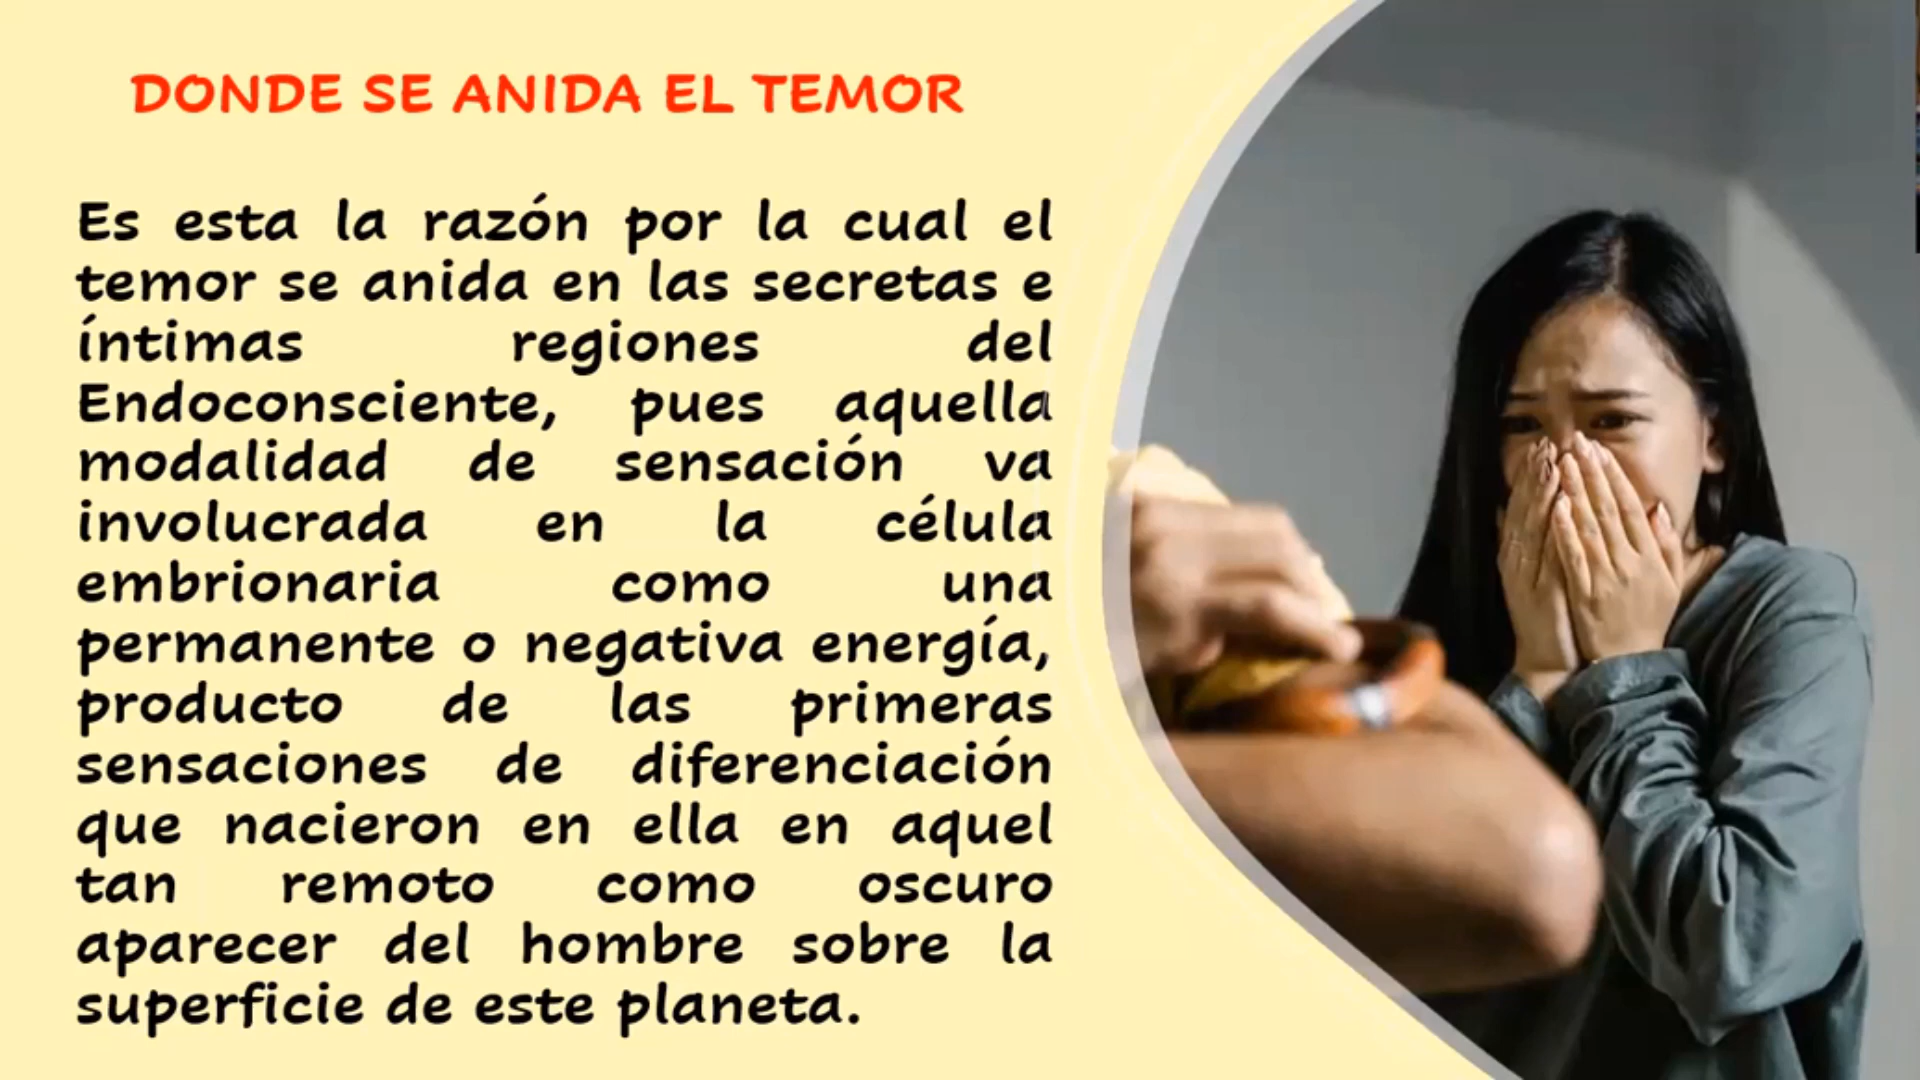 DONDE SE ANIDA EL TEMOR
Es esta la razón por la cual el
temor se anida en las secretas e
íntimas regiones del
Endoconsciente, pues aquella
modalidad de sensación va
involucrada en la célula
embrionaria como una
permanente o negativa energía,
producto de las primeras
sensaciones de diferenciación
que nacieron en ella en aquel
tan remoto como oscuro
aparecer del hombre sobre la
superficie de este planeta.